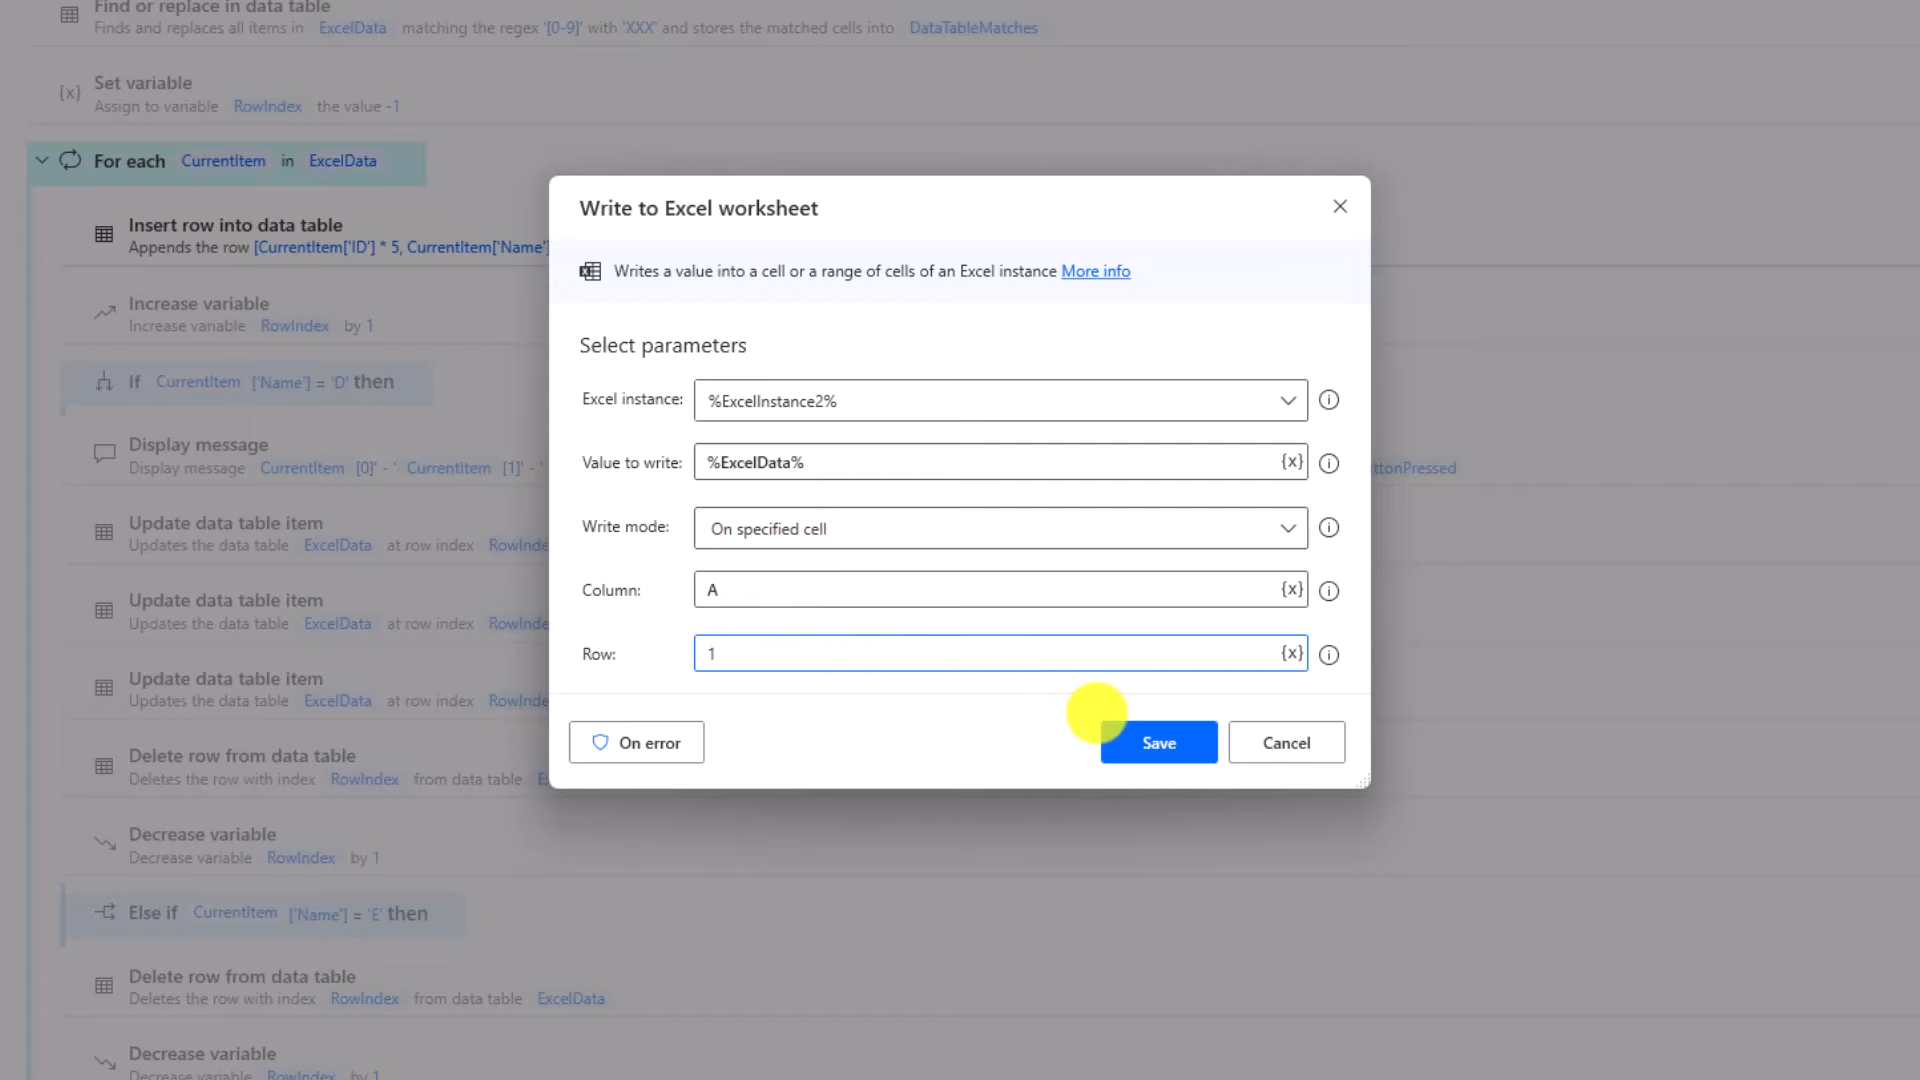 Find or replace in data table
Finds and replaces all items in ExcelData matching the regex '[0-9]' with 'XXX' and stores the matched cells into DataTableMatches
{x} Set variable
Assign to variable RowIndex the value -1
For each CurrentItem in ExcelData
Insert row into data table
Appends the row [CurrentItem['ID'] * 5, CurrentItem['Name']
Increase variable
Increase variable RowIndex by 1
If CurrentItem ['Name'] = 'D' then
Display message
Display message CurrentItem [0]' - ' CurrentItem [1]' - ' ttonPressed
Update data table item
Updates the data table ExcelData at row index RowInde
Update data table item
Updates the data table ExcelData at row index RowInde
Update data table item
Updates the data table ExcelData at row index RowInde
Delete row from data table
Deletes the row with index RowIndex from data table E
Decrease variable
Decrease variable RowIndex by 1
Else if CurrentItem ['Name'] = 'E' then
Delete row from data table
Deletes the row with index RowIndex from data table ExcelData
Decrease variable
Decrease variable RowIndex by 1
Write to Excel worksheet
Writes a value into a cell or a range of cells of an Excel instance More info
Select parameters
Excel instance: %ExcelInstance2%
Value to write: %ExcelData% {x}
Write mode: On specified cell
Column: A {x}
Row: 1 {x}
On error Save Cancel